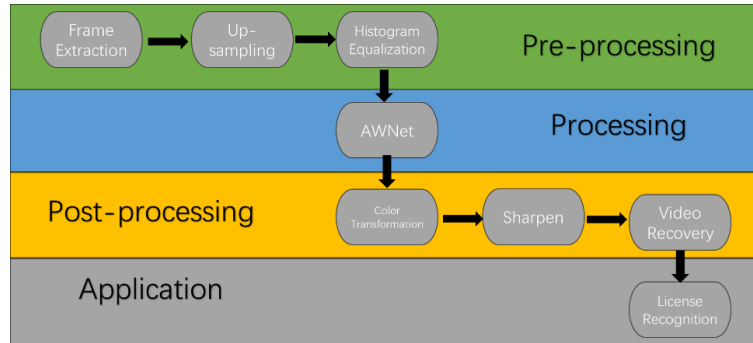 Frame
Extraction
Up-
sampling
Histogram
Equalization
Pre-processing
AWNet
Processing
Post-processing
Color
Transformation
Sharpen
Video
Recovery
Application
License
Recognition